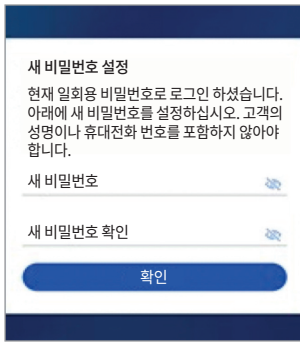 새 비밀번호 설정
현재 일회용 비밀번호로 로그인 하셨습니다.
아래에 새 비밀번호를 설정하십시오. 고객의
성명이나 휴대전화 번호를 포함하지 않아야
합니다.
새 비밀번호
새 비밀번호 확인
확인